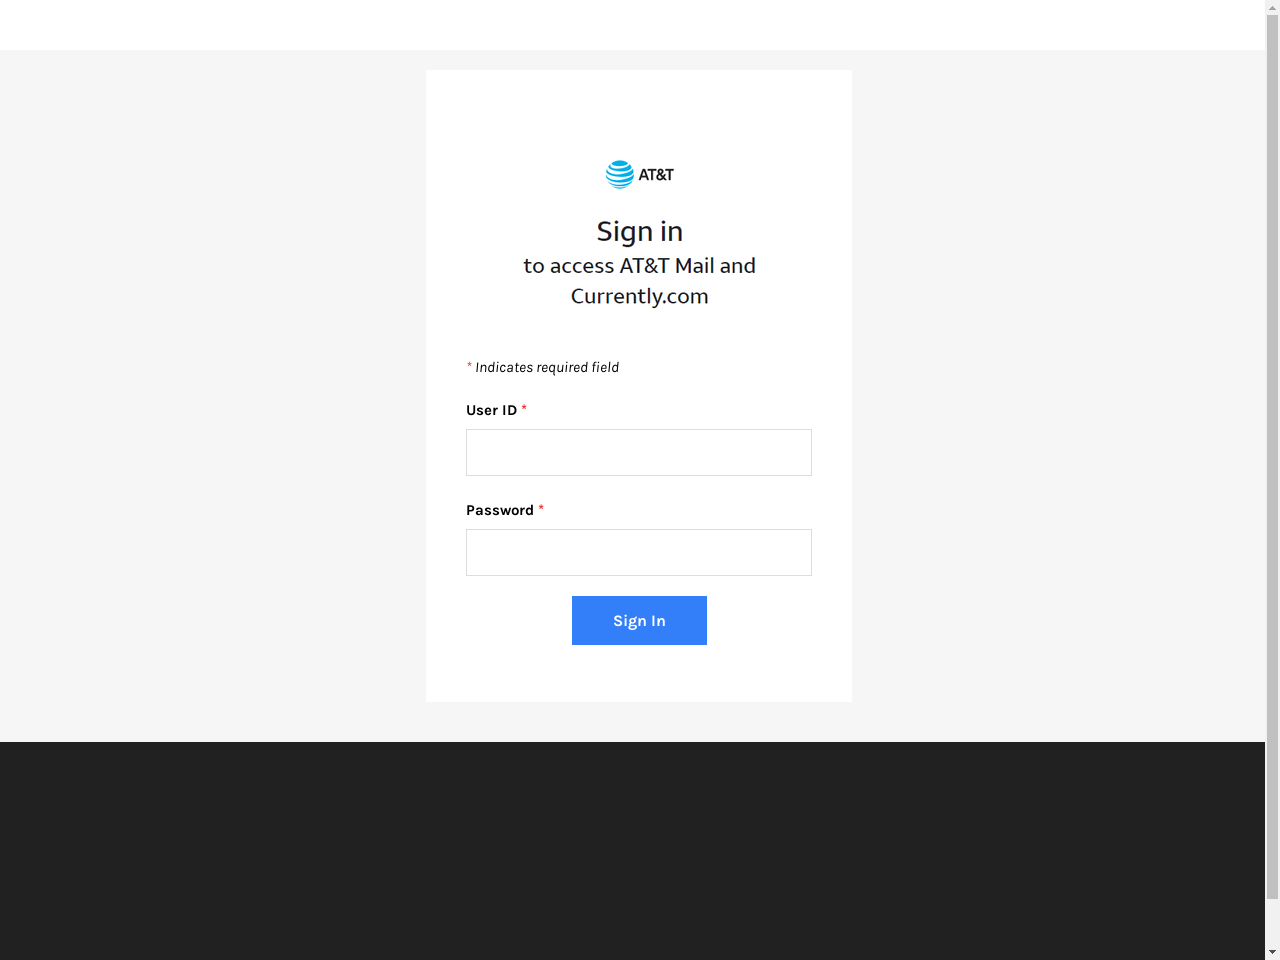 AT&T
Sign in
to access AT&T Mail and
Currently.com
* Indicates required field
User ID *
Password *
Sign In